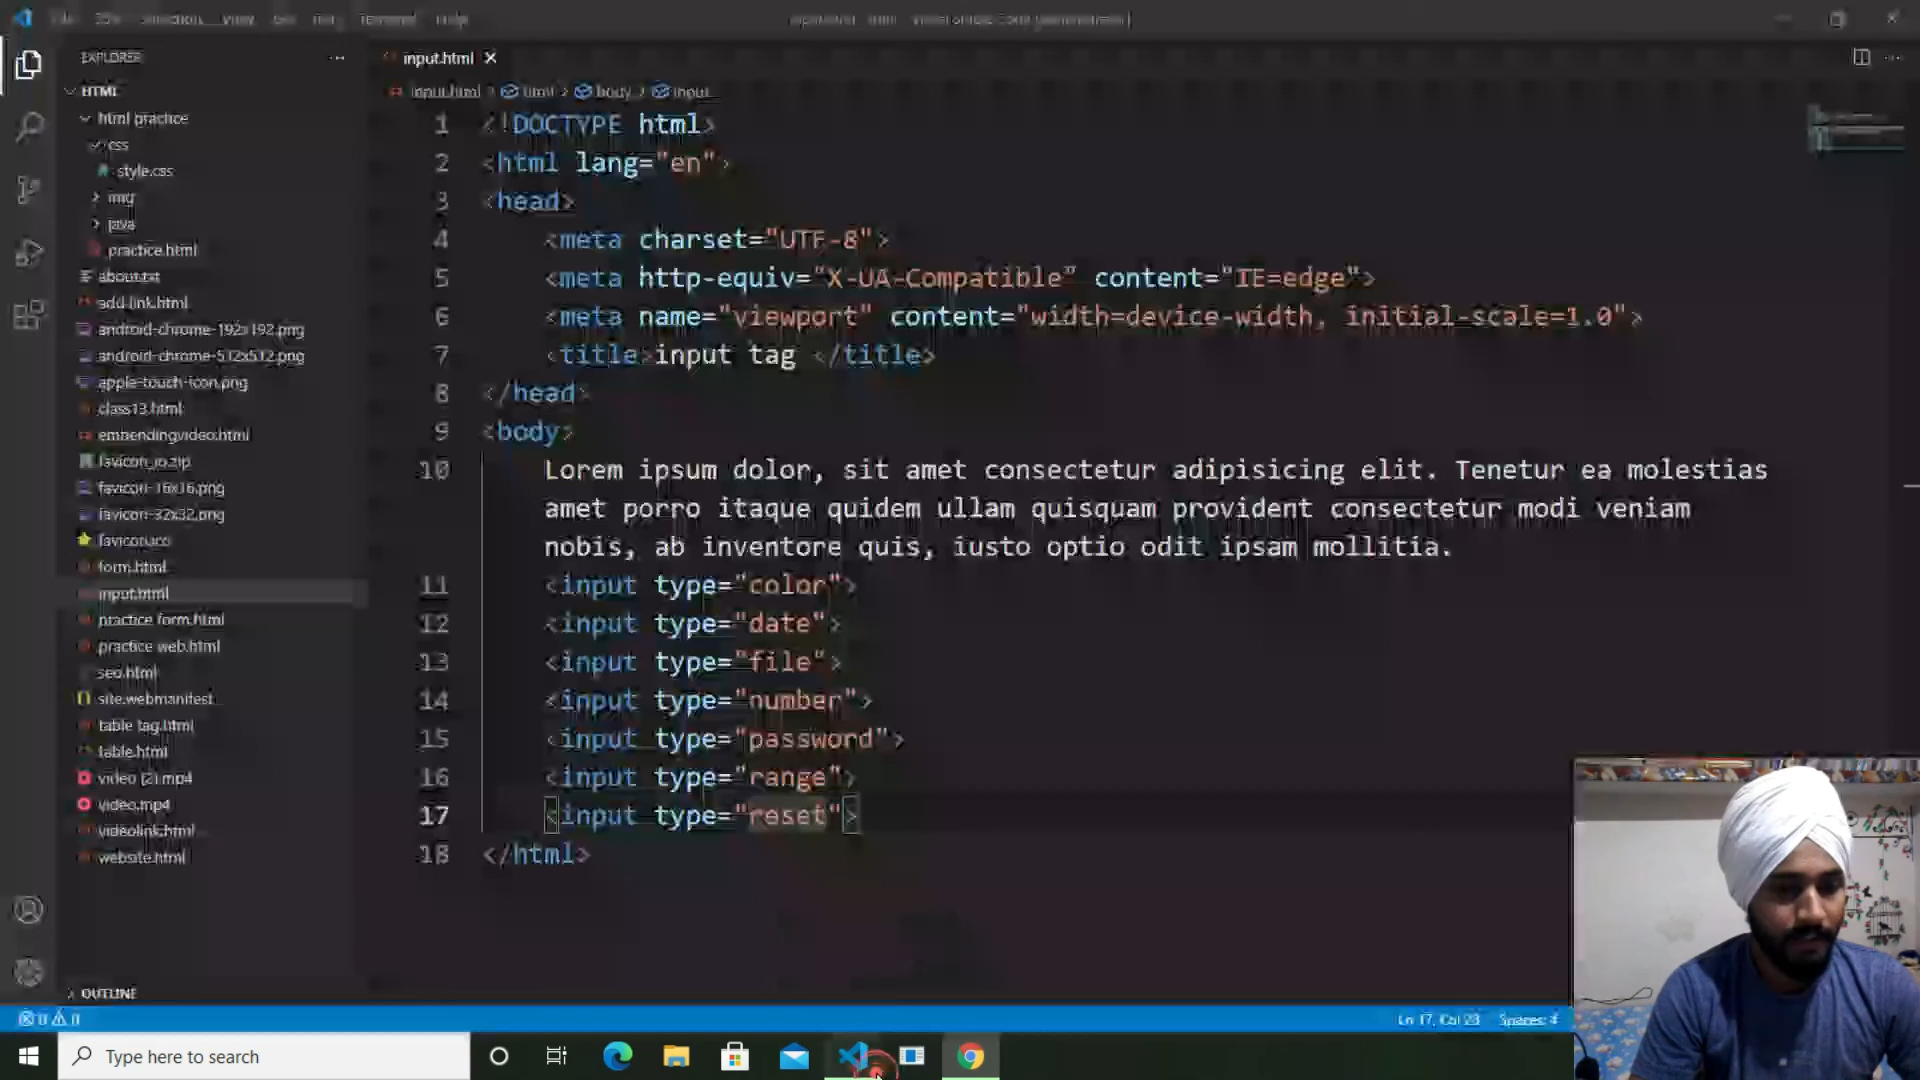 EXPLORER
HTML
html practice
css
style.css
img
java
practice.html
about.txt
add-link.html
android-chrome-192x192.png
android-chrome-512x512.png
apple-touch-icon.png
class13.html
embendingvideo.html
favicon_io.zip
favicon-16x16.png
favicon-32x32.png
favicon.ico
form.html
input.html
practice form.html
practice web.html
seo.html
site.webmanifest
table tag.html
table.html
video (2).mp4
video.mp4
videolink.html
website.html
OUTLINE
input.html
input.html > html > body > input
1 <!DOCTYPE html>
2 <html lang="en">
3 <head>
4 <meta charset="UTF-8">
5 <meta http-equiv="X-UA-Compatible" content="IE=edge">
6 <meta name="viewport" content="width=device-width, initial-scale=1.0">
7 <title>input tag </title>
8 </head>
9 <body>
10 Lorem ipsum dolor, sit amet consectetur adipisicing elit. Tenetur ea molestias
amet porro itaque quidem ullam quisquam provident consectetur modi veniam
nobis, ab inventore quis, iusto optio odit ipsam mollitia.
11 <input type="color">
12 <input type="date">
13 <input type="file">
14 <input type="number">
15 <input type="password">
16 <input type="range">
17 <input type="reset">
18 </html>
0 0
Ln 17, Col 23 Spaces: 4
Type here to search